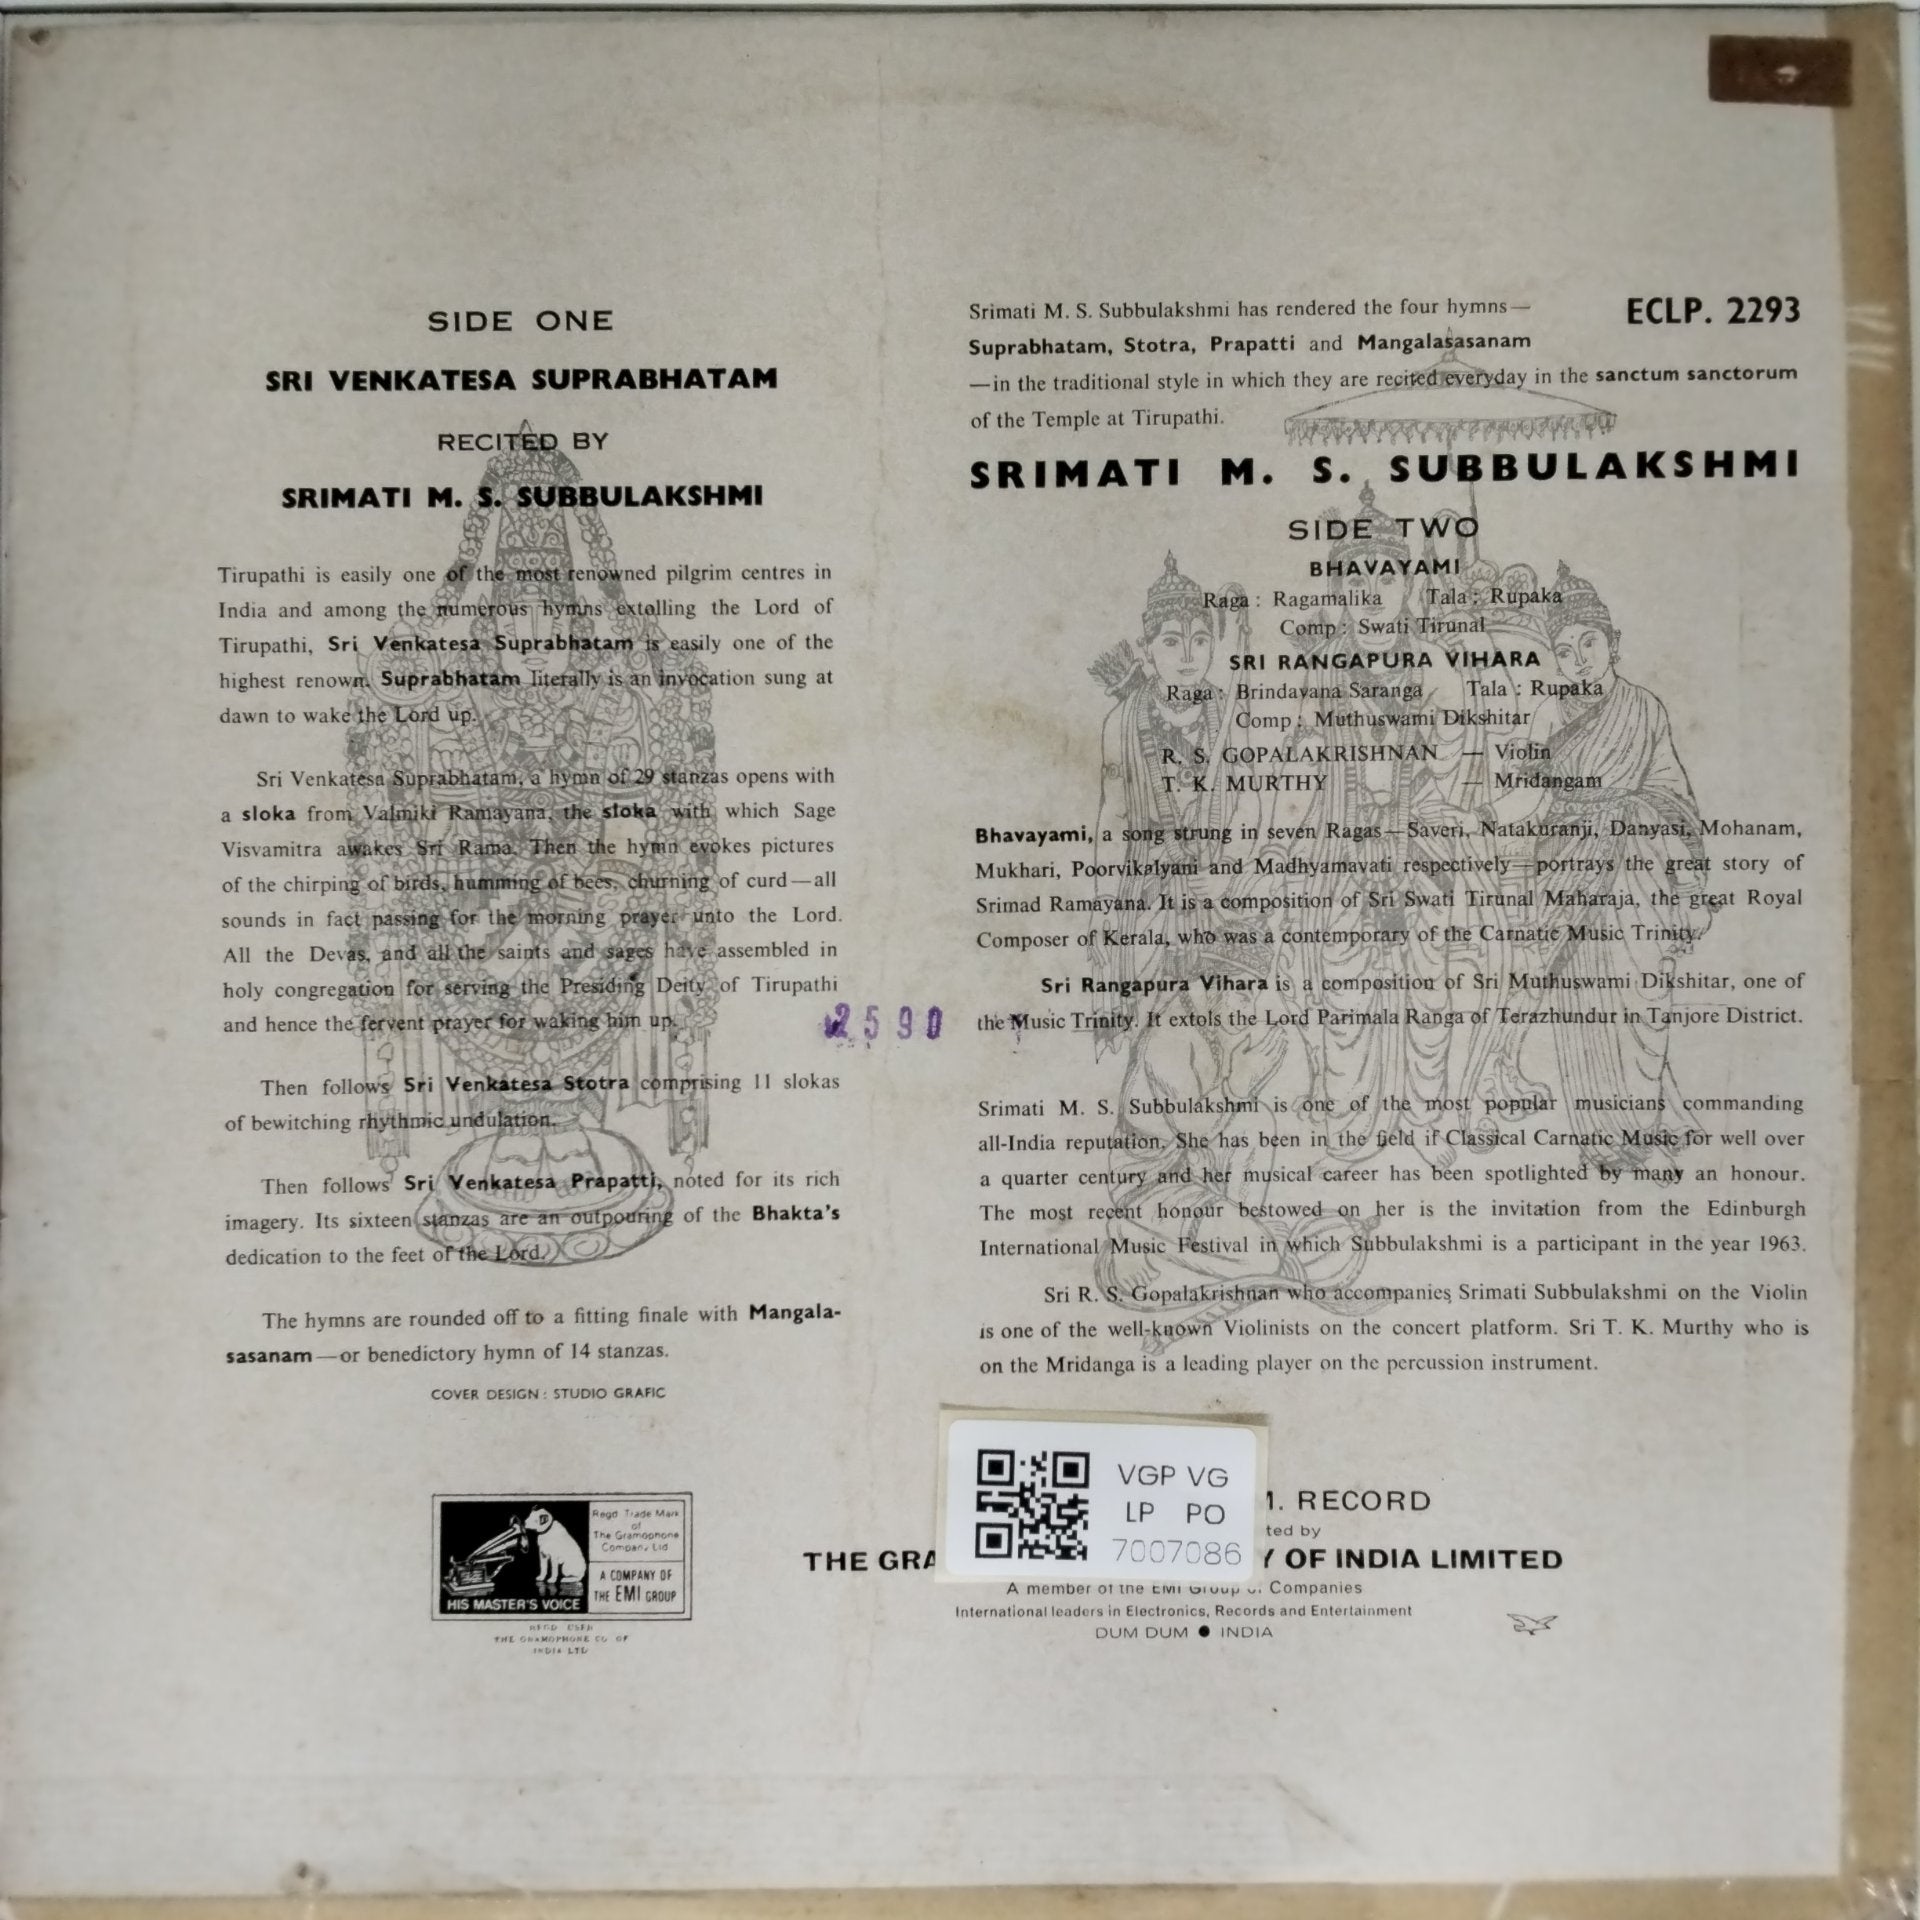 SIDE ONE
SRI VENKATESA SUPRABHATAM
RECITED BY
SRIMATI M. S. SUBBULAKSHMI
Tirupathi is easily one of the most renowned pilgrim centres in
India and among the numerous hymns extolling the Lord of
Tirupathi, Sri Venkatesa Suprabhatam is easily one of the
highest renown. Suprabhatam literally is an invocation sung at
dawn to wake the Lord up.
Sri Venkatesa Suprabhatam, a hymn of 29 stanzas opens with
a sloka from Valmiki Ramayana, the sloka with which Sage
Visvamitra awakes Sri Rama. Then the hymn evokes pictures
of the chirping of birds, humming of bees, churning of curd—all
sounds in fact passing for the morning prayer unto the Lord.
All the Devas, and all the saints and sages have assembled in
holy congregation for serving the Presiding Deity of Tirupathi
and hence the fervent prayer for waking him up.
Then follows Sri Venkatesa Stotra comprising 11 slokas
of bewitching rhythmic undulation.
Then follows Sri Venkatesa Prapatti, noted for its rich
imagery. Its sixteen stanzas are an outpouring of the Bhakta's
dedication to the feet of the Lord.
The hymns are rounded off to a fitting finale with Mangala-
sasanam—or benedictory hymn of 14 stanzas.
COVER DESIGN : STUDIO GRAFIC
2590
ECLP. 2293
Srimati M. S. Subbulakshmi has rendered the four hymns—
Suprabhatam, Stotra, Prapatti and Mangalasasanam
—in the traditional style in which they are recited everyday in the sanctum sanctorum
of the Temple at Tirupathi.
SRIMATI M. S. SUBBULAKSHMI
SIDE TWO
BHAVAYAMI
Raga : Ragamalika Tala : Rupaka
Comp : Swati Tirunal
SRI RANGAPURA VIHARA
Raga : Brindavana Saranga Tala : Rupaka
Comp : Muthuswami Dikshitar
R. S. GOPALAKRISHNAN — Violin
T. K. MURTHY — Mridangam
Bhavayami, a song strung in seven Ragas—Saveri, Natakuranji, Danyasi, Mohanam,
Mukhari, Poorvikalyani and Madhyamavati respectively—portrays the great story of
Srimad Ramayana. It is a composition of Sri Swati Tirunal Maharaja, the great Royal
Composer of Kerala, who was a contemporary of the Carnatic Music Trinity.
Sri Rangapura Vihara is a composition of Sri Muthuswami Dikshitar, one of
the Music Trinity. It extols the Lord Parimala Ranga of Terazhundur in Tanjore District.
Srimati M. S. Subbulakshmi is one of the most popular musicians commanding
all-India reputation. She has been in the field if Classical Carnatic Music for well over
a quarter century and her musical career has been spotlighted by many an honour.
The most recent honour bestowed on her is the invitation from the Edinburgh
International Music Festival in which Subbulakshmi is a participant in the year 1963.
Sri R. S. Gopalakrishnan who accompanies Srimati Subbulakshmi on the Violin
is one of the well-known Violinists on the concert platform. Sri T. K. Murthy who is
on the Mridanga is a leading player on the percussion instrument.
HIS MASTER'S VOICE
Regd Trade Mark
of
The Gramophone
Company Ltd
A COMPANY OF
THE EMI GROUP
REGD USER
THE GRAMOPHONE CO OF
INDIA LTD
VGP VG
LP PO
7007086
RECORD
ted by
THE GRA Y OF INDIA LIMITED
A member of the EMI Group of Companies
International leaders in Electronics, Records and Entertainment
DUM DUM ● INDIA